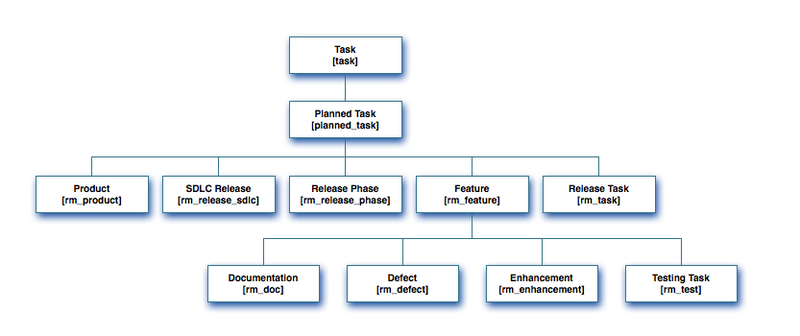 Task
[task]
Planned Task
[planned_task]
Product
[rm_product]
SDLC Release
[rm_release_sdlc]
Release Phase
[rm_release_phase]
Feature
[rm_feature]
Release Task
[rm_task]
Documentation
[rm_doc]
Defect
[rm_defect]
Enhancement
[rm_enhancement]
Testing Task
[rm_test]